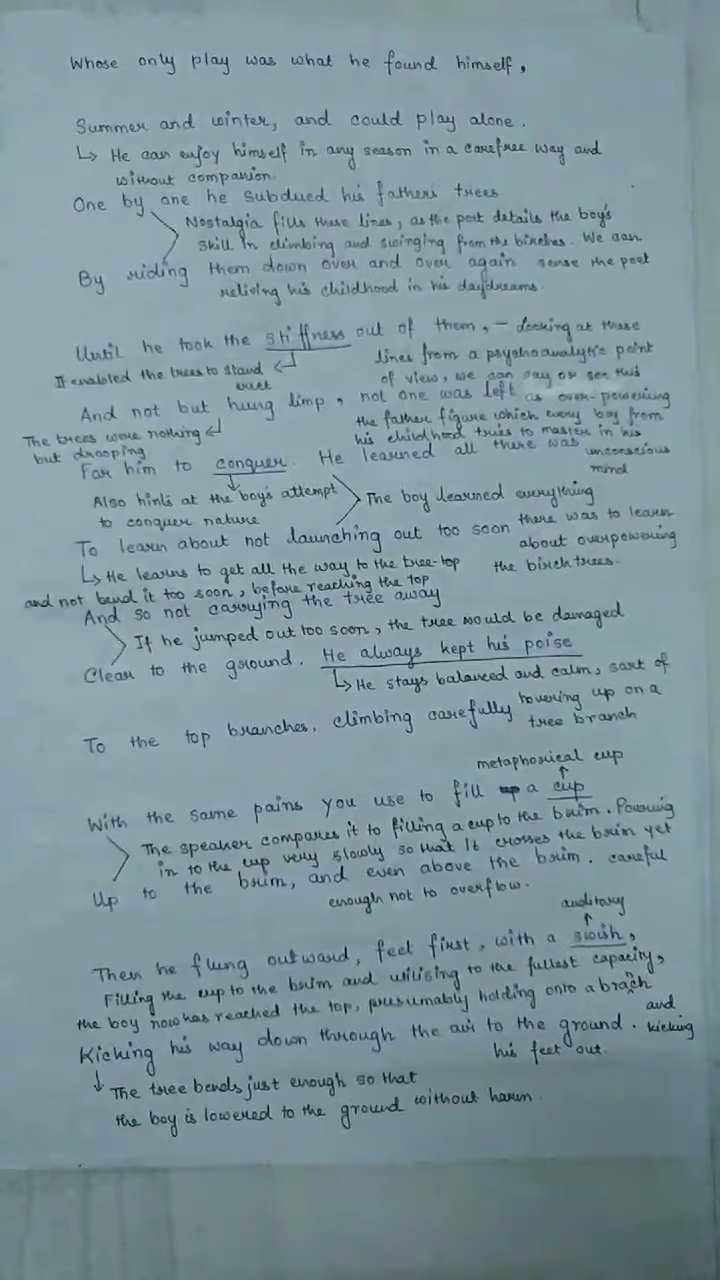 Whose only play was what he found himself,
Summer and winter, and could play alone.
↳ He can enjoy himself in any season in a carefree way and
without companion.
One by one he subdued his father's trees
Nostalgia fills these lines, as the poet details the boy's
skill in climbing and swinging from the birches. We can
By riding them down over and over again sense the poet
reliving his childhood in his daydreams.
Until he took the stiffness out of them, - Looking at these
lines from a psychoanalytic point
It enabled the trees to stand erect
of view, we can say or see this
And not but hung limp, not one was left as over-powering
the father figure which every boy from
The trees were nothing but drooping
his childhood tries to master in his
unconscious mind
For him to conquer. He learned all there was
Also hints at the boy's attempt to conquer nature
The boy learned everything
there was to learn
about overpowering
the birch trees.
To learn about not launching out too soon
↳ He learns to get all the way to the tree-top
and not bend it too soon, before reaching the top
And so not carrying the tree away
If he jumped out too soon, the tree would be damaged
Clear to the ground. He always kept his poise
↳ He stays balanced and calm, sort of
hovering up on a
tree branch
To the top branches, climbing carefully
metaphorical cup
With the same pains you use to fill a cup
The speaker compares it to filling a cup to the brim. Pouring
in to the cup very slowly so that it crosses the brim yet
careful
enough not to overflow.
Up to the brim, and even above the brim.
auditary
Then he flung outward, feet first, with a swish,
Filling the cup to the brim and utilising to the fullest capacity,
the boy now has reached the top, presumably holding onto a branch
and kicking
his feet out.
Kicking his way down through the air to the ground.
↓ The tree bends just enough so that
the boy is lowered to the ground without harm.